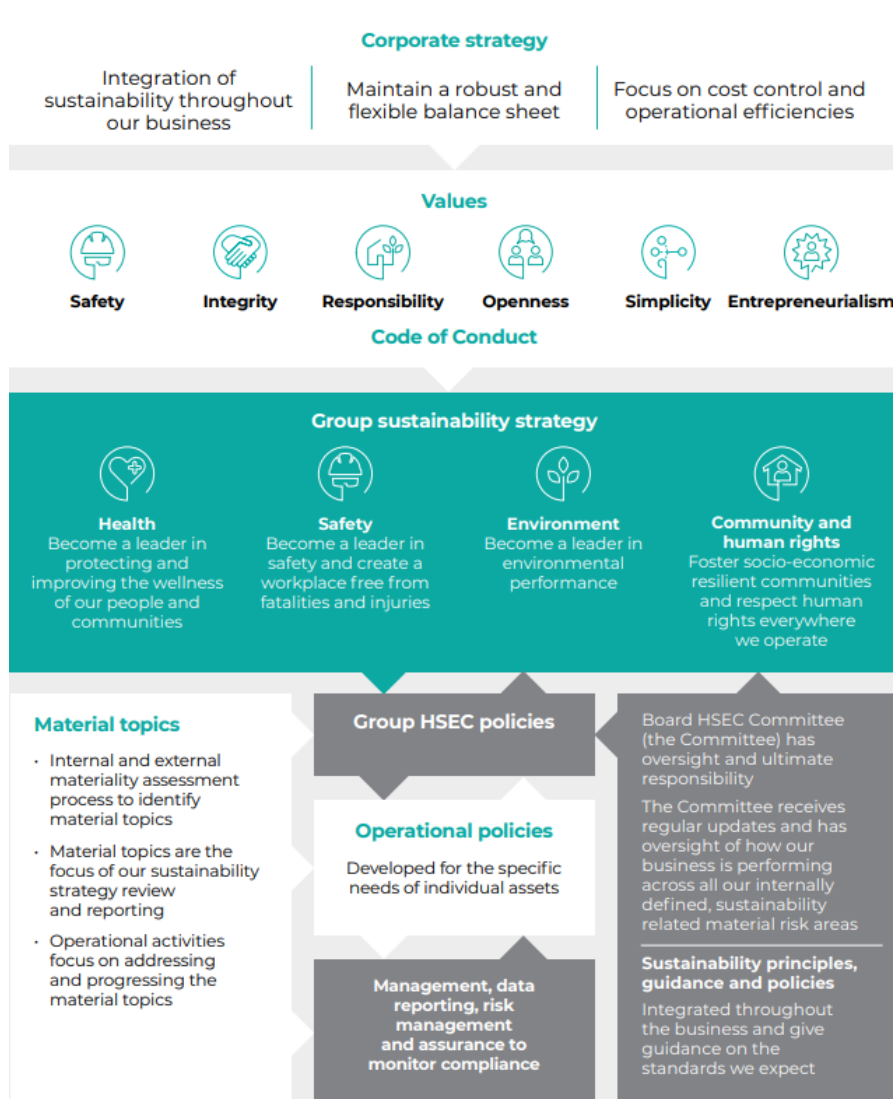 Corporate strategy
Integration of
sustainability throughout
our business
Maintain a robust and
flexible balance sheet
Focus on cost control and
operational efficiencies
Values
Safety
Integrity
Responsibility
Openness
Simplicity
Entrepreneurialism
Code of Conduct
Group sustainability strategy
Health
Become a leader in
protecting and
improving the wellness
of our people and
communities
Safety
Become a leader in
safety and create a
workplace free from
fatalities and injuries
Environment
Become a leader in
environmental
performance
Community and
human rights
Foster socio-economic
resilient communities
and respect human
rights everywhere
we operate
Material topics
· Internal and external
materiality assessment
process to identify
material topics
· Material topics are the
focus of our sustainability
strategy review
and reporting
· Operational activities
focus on addressing
and progressing the
material topics
Group HSEC policies
Operational policies
Developed for the specific
needs of individual assets
Management, data
reporting, risk
management
and assurance to
monitor compliance
Board HSEC Committee
(the Committee) has
oversight and ultimate
responsibility
The Committee receives
regular updates and has
oversight of how our
business is performing
across all our internally
defined, sustainability
related material risk areas
Sustainability principles,
guidance and policies
Integrated throughout
the business and give
guidance on the
standards we expect